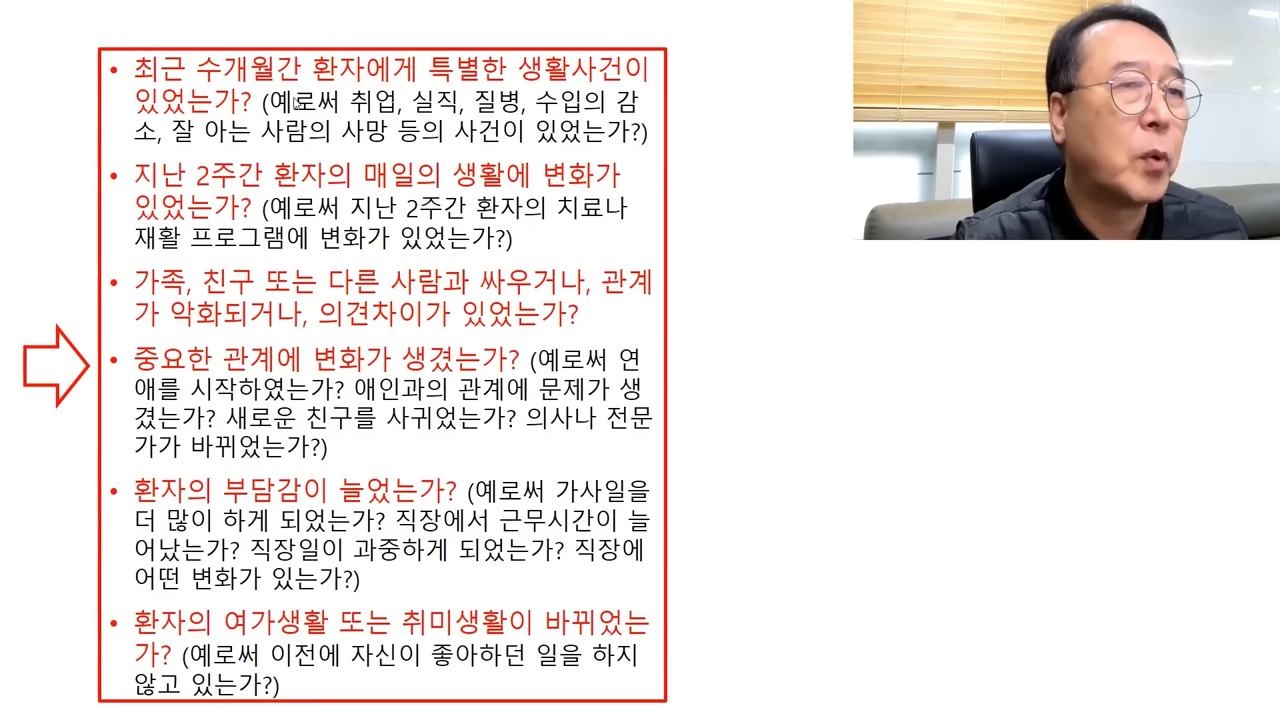 • 최근 수개월간 환자에게 특별한 생활사건이
있었는가? (예로써 취업, 실직, 질병, 수입의 감
소, 잘 아는 사람의 사망 등의 사건이 있었는가?)
• 지난 2주간 환자의 매일의 생활에 변화가
있었는가? (예로써 지난 2주간 환자의 치료나
재활 프로그램에 변화가 있었는가?)
• 가족, 친구 또는 다른 사람과 싸우거나, 관계
가 악화되거나, 의견차이가 있었는가?
• 중요한 관계에 변화가 생겼는가? (예로써 연
애를 시작하였는가? 애인과의 관계에 문제가 생
겼는가? 새로운 친구를 사귀었는가? 의사나 전문
가가 바뀌었는가?)
• 환자의 부담감이 늘었는가? (예로써 가사일을
더 많이 하게 되었는가? 직장에서 근무시간이 늘
어났는가? 직장일이 과중하게 되었는가? 직장에
어떤 변화가 있는가?)
• 환자의 여가생활 또는 취미생활이 바뀌었는
가? (예로써 이전에 자신이 좋아하던 일을 하지
않고 있는가?)